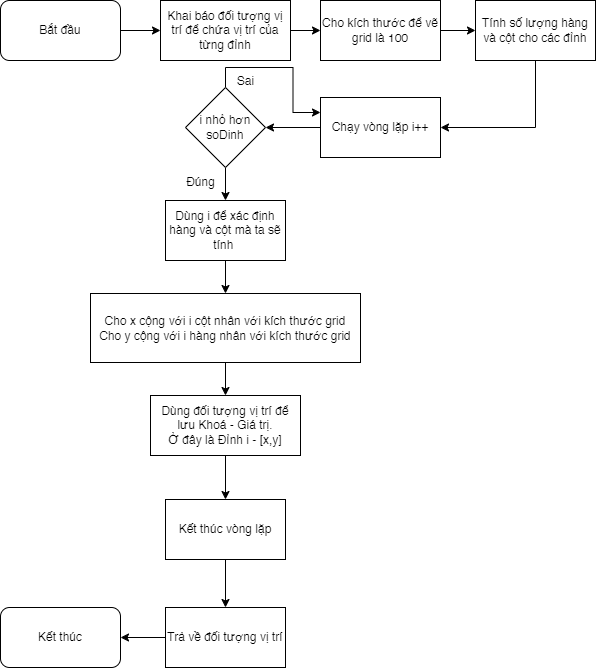 Bắt đầu
Khai báo đối tượng vị
trí để chứa vị trí của
từng đỉnh
Cho kích thước để vẽ
grid là 100
Tính số lượng hàng
và cột cho các đỉnh
Sai
i nhỏ hơn
soDinh
Chạy vòng lặp i++
Đúng
Dùng i để xác định
hàng và cột mà ta sẽ
tính
Cho x cộng với i cột nhân với kích thước grid
Cho y cộng với i hàng nhân với kích thước grid
Dùng đối tượng vị trí để
lưu Khoá - Giá trị.
Ở đây là Đỉnh i - [x,y]
Kết thúc vòng lặp
Kết thúc
Trả về đối tượng vị trí